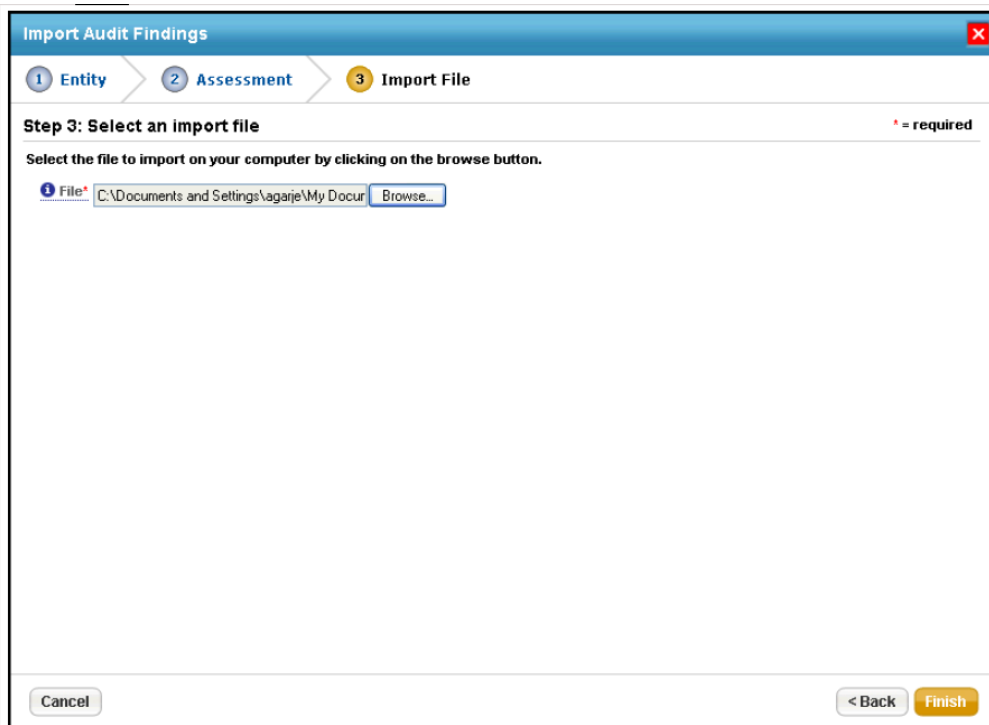 Import Audit Findings
1 Entity 2 Assessment 3 Import File
Step 3: Select an import file * = required
Select the file to import on your computer by clicking on the browse button.
File* C:\Documents and Settings\agarje\My Docur Browse...
Cancel < Back Finish